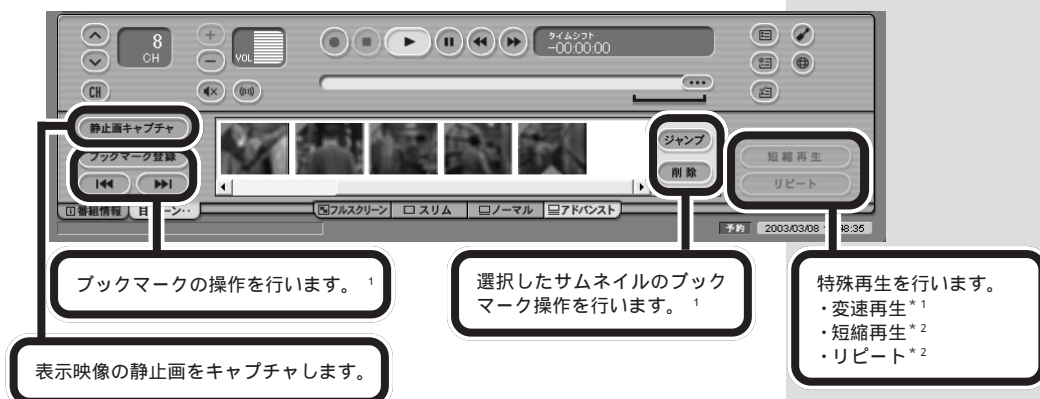 8
CH
VOL
タイムシフト
-00:00:00
CH
静止画キャプチャ
ブックマーク登録
ジャンプ
削除
短縮再生
リピート
番組情報
フルスクリーン
スリム
ノーマル
アドバンスト
予約
2003/03/08
48:35
ブックマークの操作を行います。 1
選択したサムネイルのブック
マーク操作を行います。 1
特殊再生を行います。
・変速再生*1
・短縮再生*2
・リピート*2
表示映像の静止画をキャプチャします。